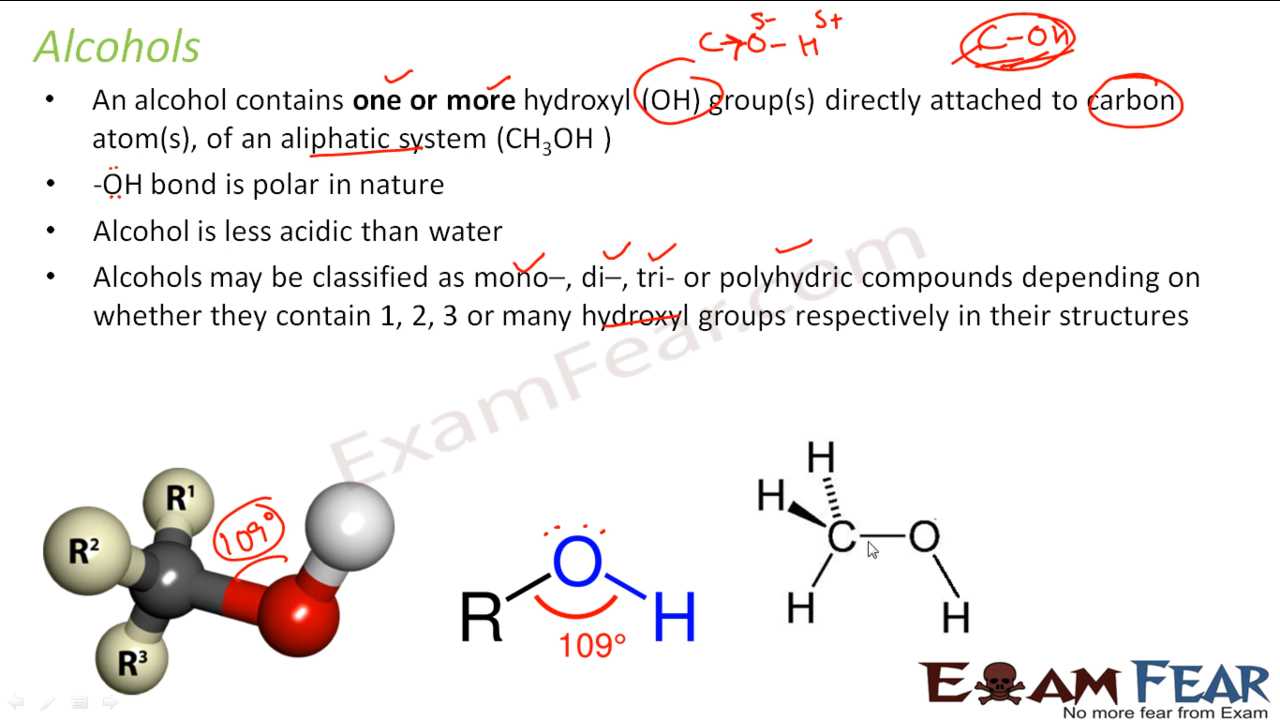 Alcohols
C→O–H
δ-
δ+
C–OH
• An alcohol contains one or more hydroxyl (OH) group(s) directly attached to carbon
atom(s), of an aliphatic system (CH₃OH )
• -OH bond is polar in nature
• Alcohol is less acidic than water
• Alcohols may be classified as mono–, di–, tri- or polyhydric compounds depending on
whether they contain 1, 2, 3 or many hydroxyl groups respectively in their structures
ExamFear.com
R¹
R²
R³
109°
O
R
H
109°
H
H
C
O
H
H
EXAM FEAR
No more fear from Exam